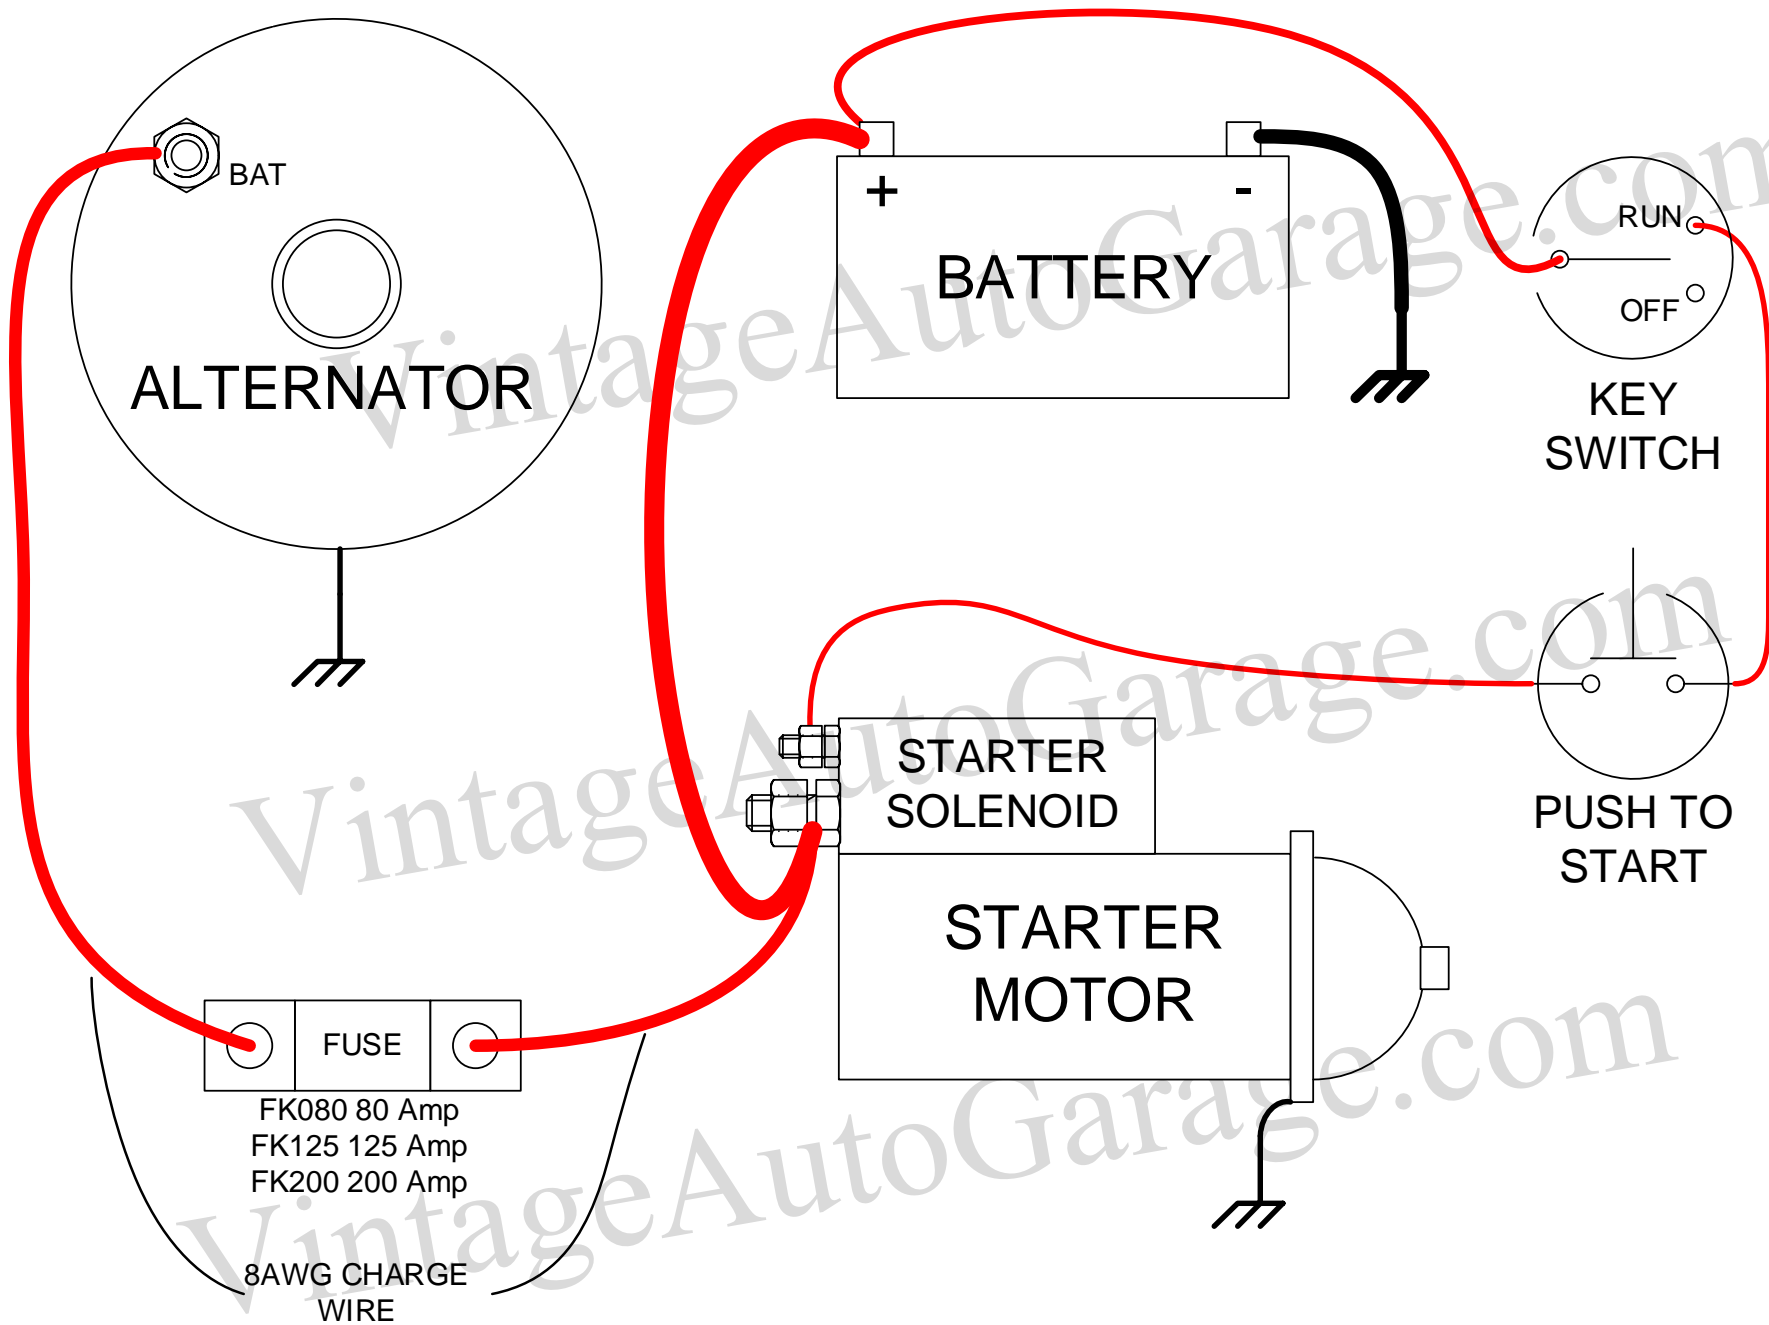 BAT
ALTERNATOR
+
-
BATTERY
RUN
OFF
KEY
SWITCH
VintageAutoGarage.com
STARTER
SOLENOID
PUSH TO
START
VintageAutoGarage.com
STARTER
MOTOR
FUSE
FK080 80 Amp
FK125 125 Amp
FK200 200 Amp
VintageAutoGarage.com
8AWG CHARGE
WIRE